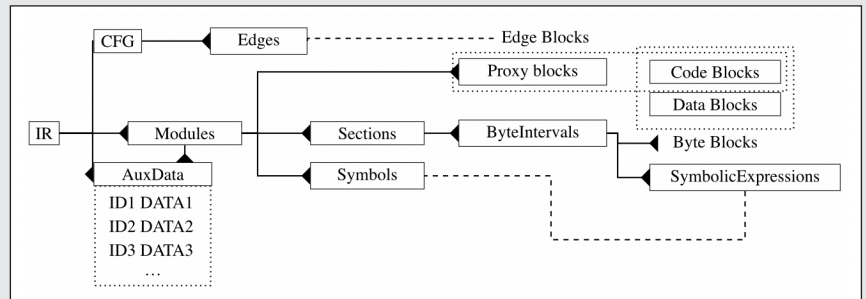 CFG
Edges
Edge Blocks
Proxy blocks
Code Blocks
Data Blocks
IR
Modules
Sections
ByteIntervals
Byte Blocks
AuxData
Symbols
SymbolicExpressions
ID1 DATA1
ID2 DATA2
ID3 DATA3
...